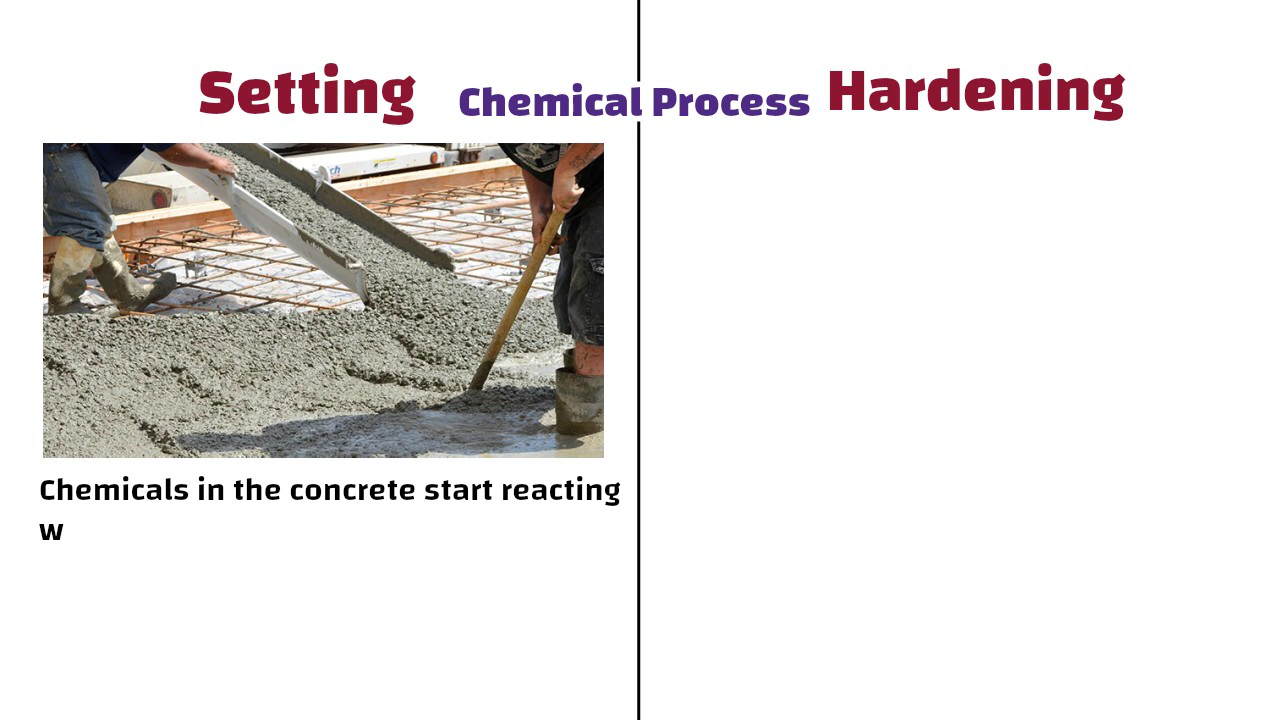 Setting
Chemical Process
Hardening
Chemicals in the concrete start reacting
w